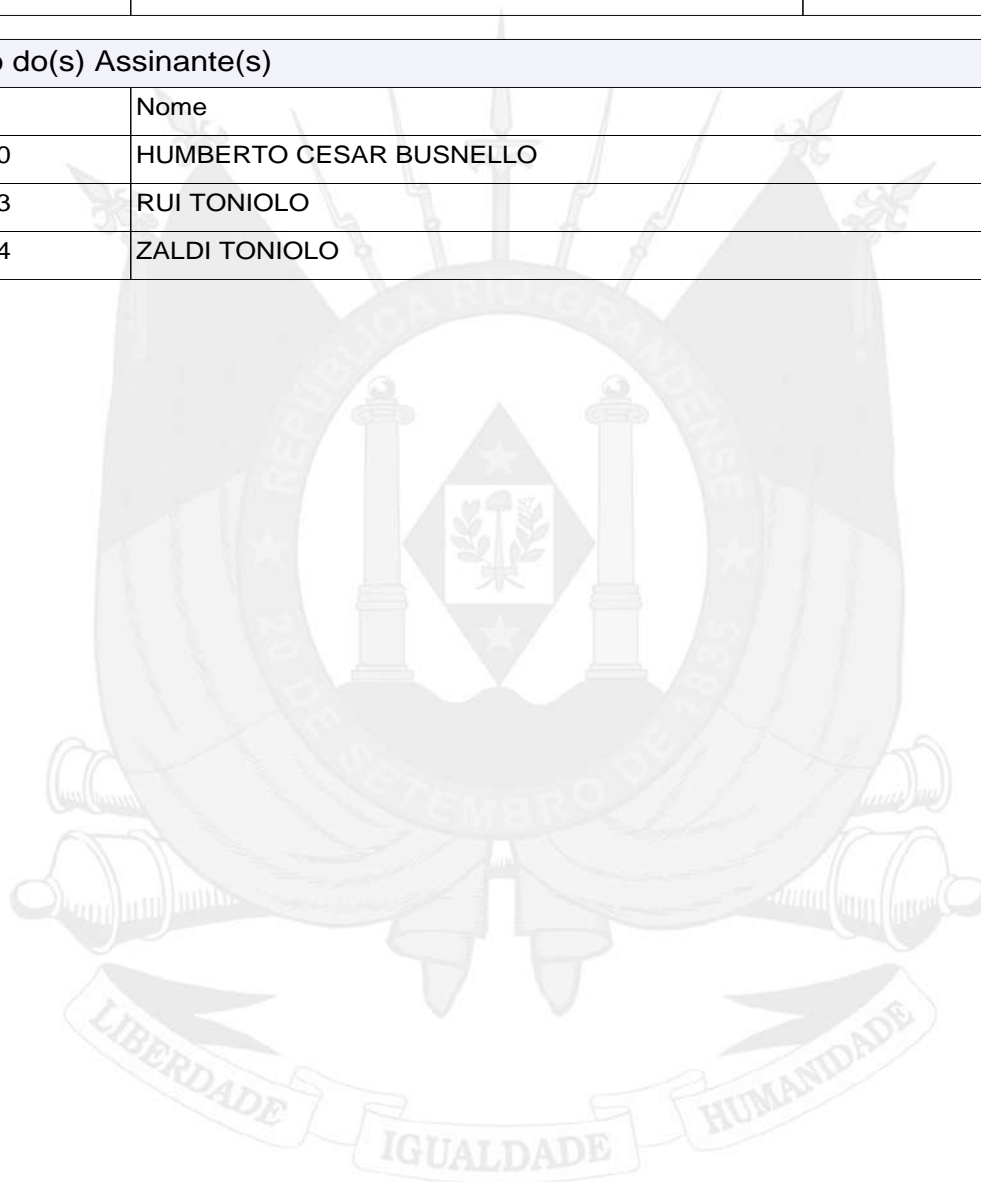 o do(s) Assinante(s)
Nome
0 HUMBERTO CESAR BUSNELLO
3 RUI TONIOLO
4 ZALDI TONIOLO
REPÚBLICA RIO-GRANDENSE
20 DE SETEMBRO DE 1835
LIBERDADE IGUALDADE HUMANIDADE